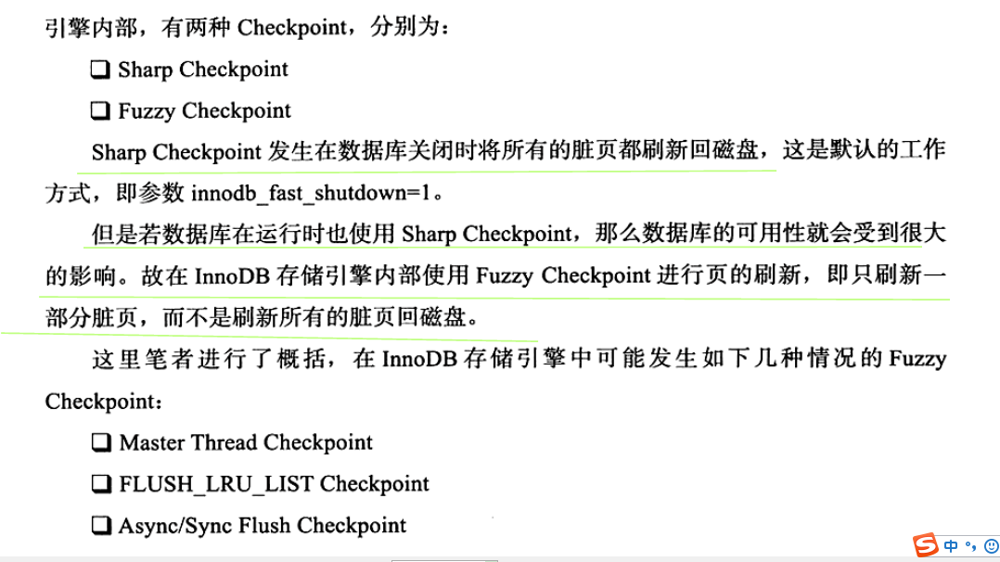 引擎内部，有两种 Checkpoint，分别为：
❏ Sharp Checkpoint
❏ Fuzzy Checkpoint
Sharp Checkpoint 发生在数据库关闭时将所有的脏页都刷新回磁盘，这是默认的工作
方式，即参数 innodb_fast_shutdown=1。
但是若数据库在运行时也使用 Sharp Checkpoint，那么数据库的可用性就会受到很大
的影响。故在 InnoDB 存储引擎内部使用 Fuzzy Checkpoint 进行页的刷新，即只刷新一
部分脏页，而不是刷新所有的脏页回磁盘。
这里笔者进行了概括，在 InnoDB 存储引擎中可能发生如下几种情况的 Fuzzy
Checkpoint：
❏ Master Thread Checkpoint
❏ FLUSH_LRU_LIST Checkpoint
❏ Async/Sync Flush Checkpoint
S 中